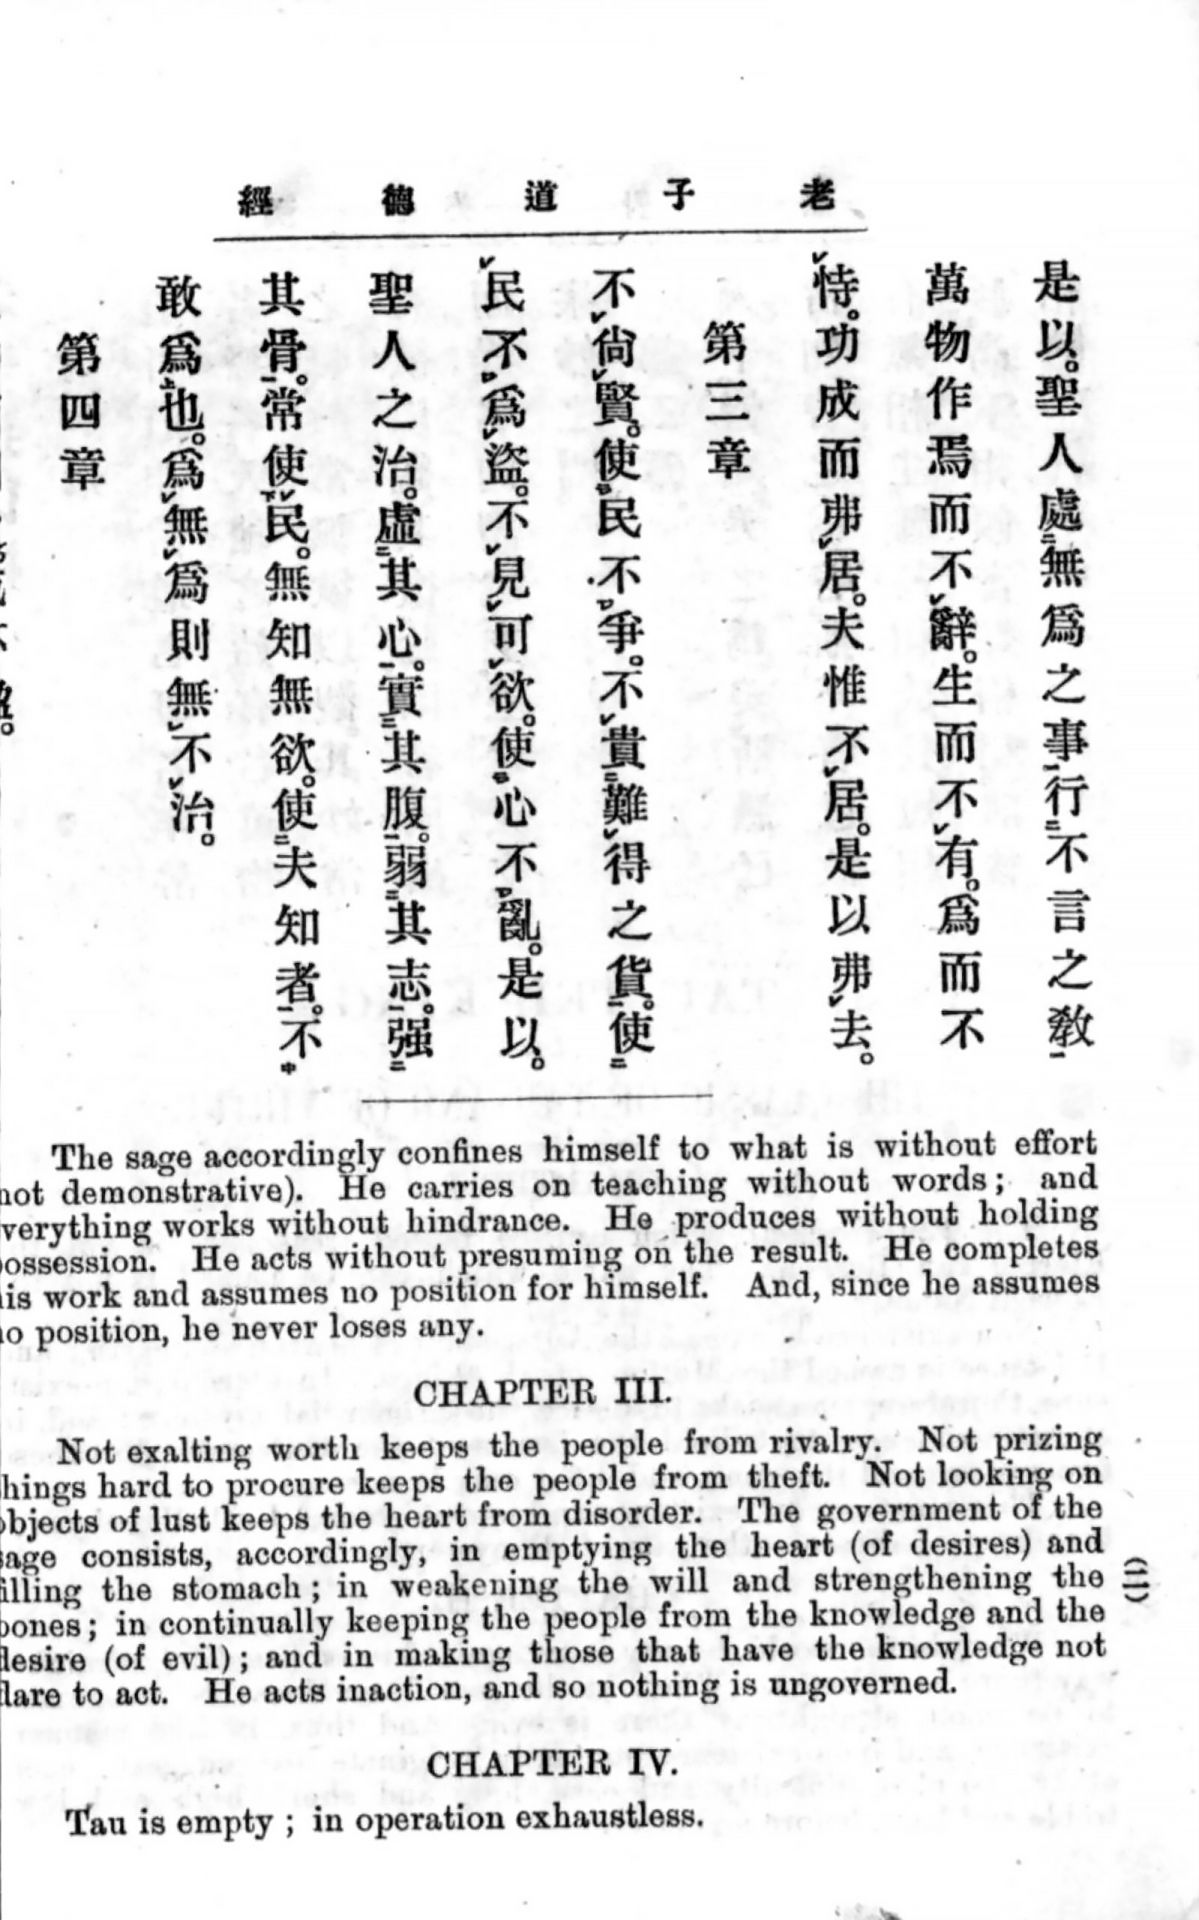 老子道德經
是以。聖人處無爲之事行不言之教
萬物作焉而不辭。生而不有。爲而不
恃。功成而弗居。夫惟不居。是以弗去。
第三章
不尙賢。使民不爭。不貴難得之貨。使
民不爲盜。不見可欲。使心不亂。是以。
聖人之治。虛其心。實其腹。弱其志。强
其骨。常使民。無知無欲。使夫知者。不
敢爲也。爲無爲則無不治。
第四章
The sage accordingly confines himself to what is without effort
demonstrative). He carries on teaching without words; and
works without hindrance. He produces without holding
He acts without presuming on the result. He completes
work and assumes no position for himself. And, since he assumes
position, he never loses any.
CHAPTER III.
Not exalting worth keeps the people from rivalry. Not prizing
hard to procure keeps the people from theft. Not looking on
of lust keeps the heart from disorder. The government of the
consists, accordingly, in emptying the heart (of desires) and
the stomach; in weakening the will and strengthening the
in continually keeping the people from the knowledge and the
(of evil); and in making those that have the knowledge not
to act. He acts inaction, and so nothing is ungoverned.
(二)
CHAPTER IV.
Tau is empty; in operation exhaustless.